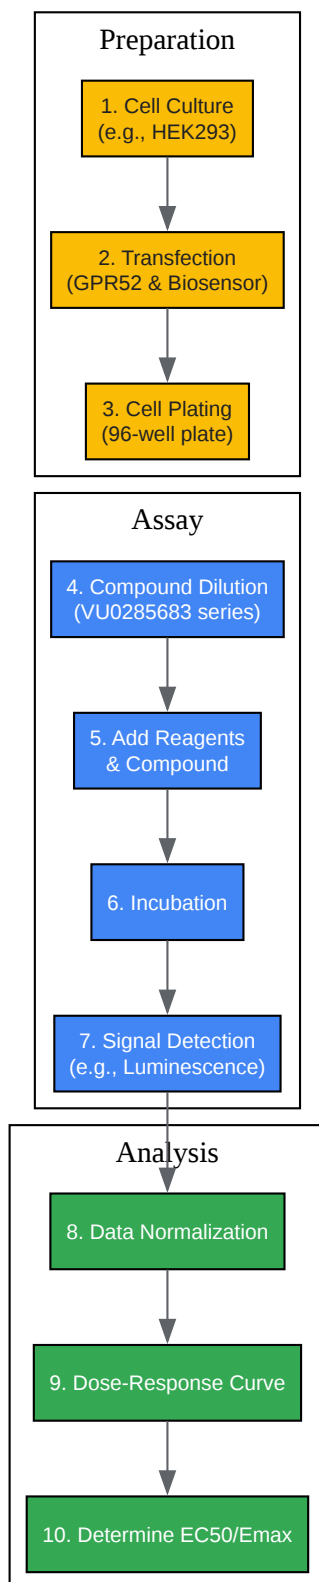 Preparation
1. Cell Culture
(e.g., HEK293)
2. Transfection
(GPR52 & Biosensor)
3. Cell Plating
(96-well plate)
Assay
4. Compound Dilution
(VU0285683 series)
5. Add Reagents
& Compound
6. Incubation
7. Signal Detection
(e.g., Luminescence)
Analysis
8. Data Normalization
9. Dose-Response Curve
10. Determine EC50/Emax